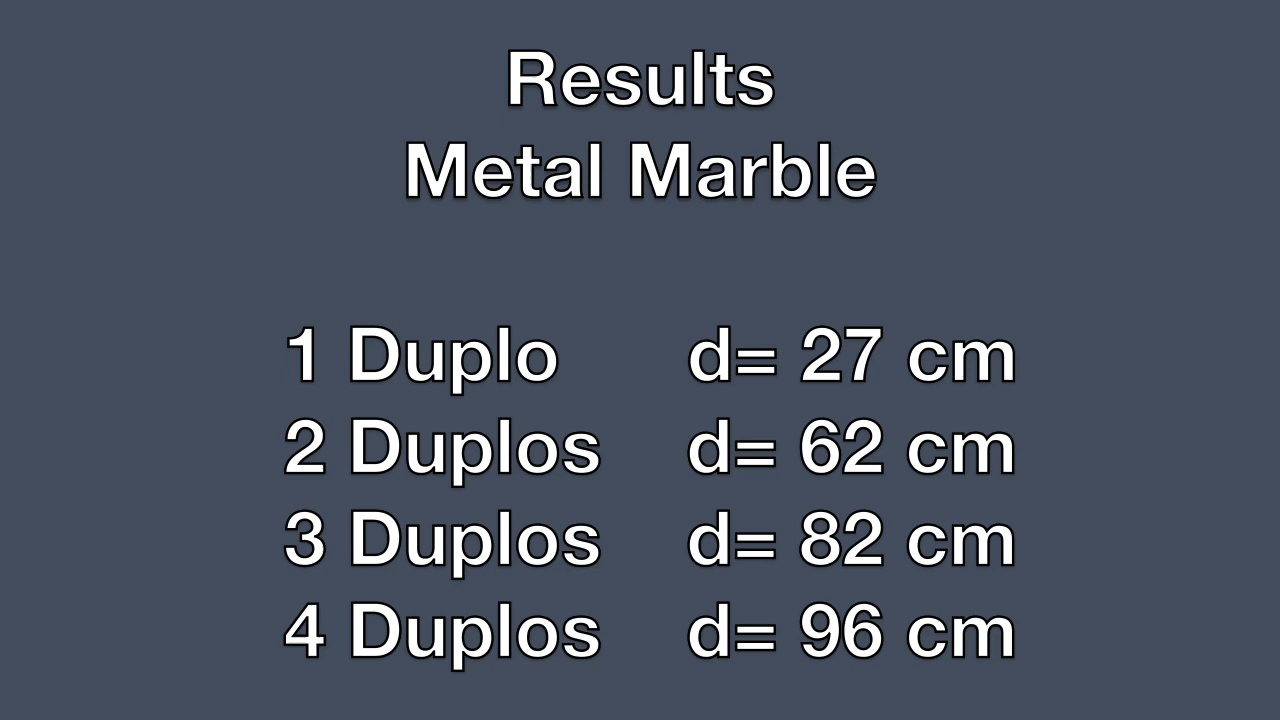 Results
Metal Marble
1 Duplo d= 27 cm
2 Duplos d= 62 cm
3 Duplos d= 82 cm
4 Duplos d= 96 cm